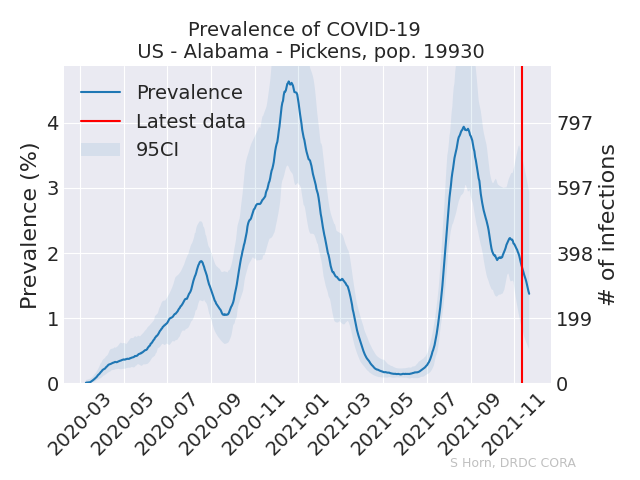 Prevalence of COVID-19
US - Alabama - Pickens, pop. 19930
Prevalence
Latest data
95CI
Prevalence (%)
4
3
2
1
0
# of infections
797
597
398
199
0
2020-03
2020-05
2020-07
2020-09
2020-11
2021-01
2021-03
2021-05
2021-07
2021-09
2021-11
S Horn, DRDC CORA